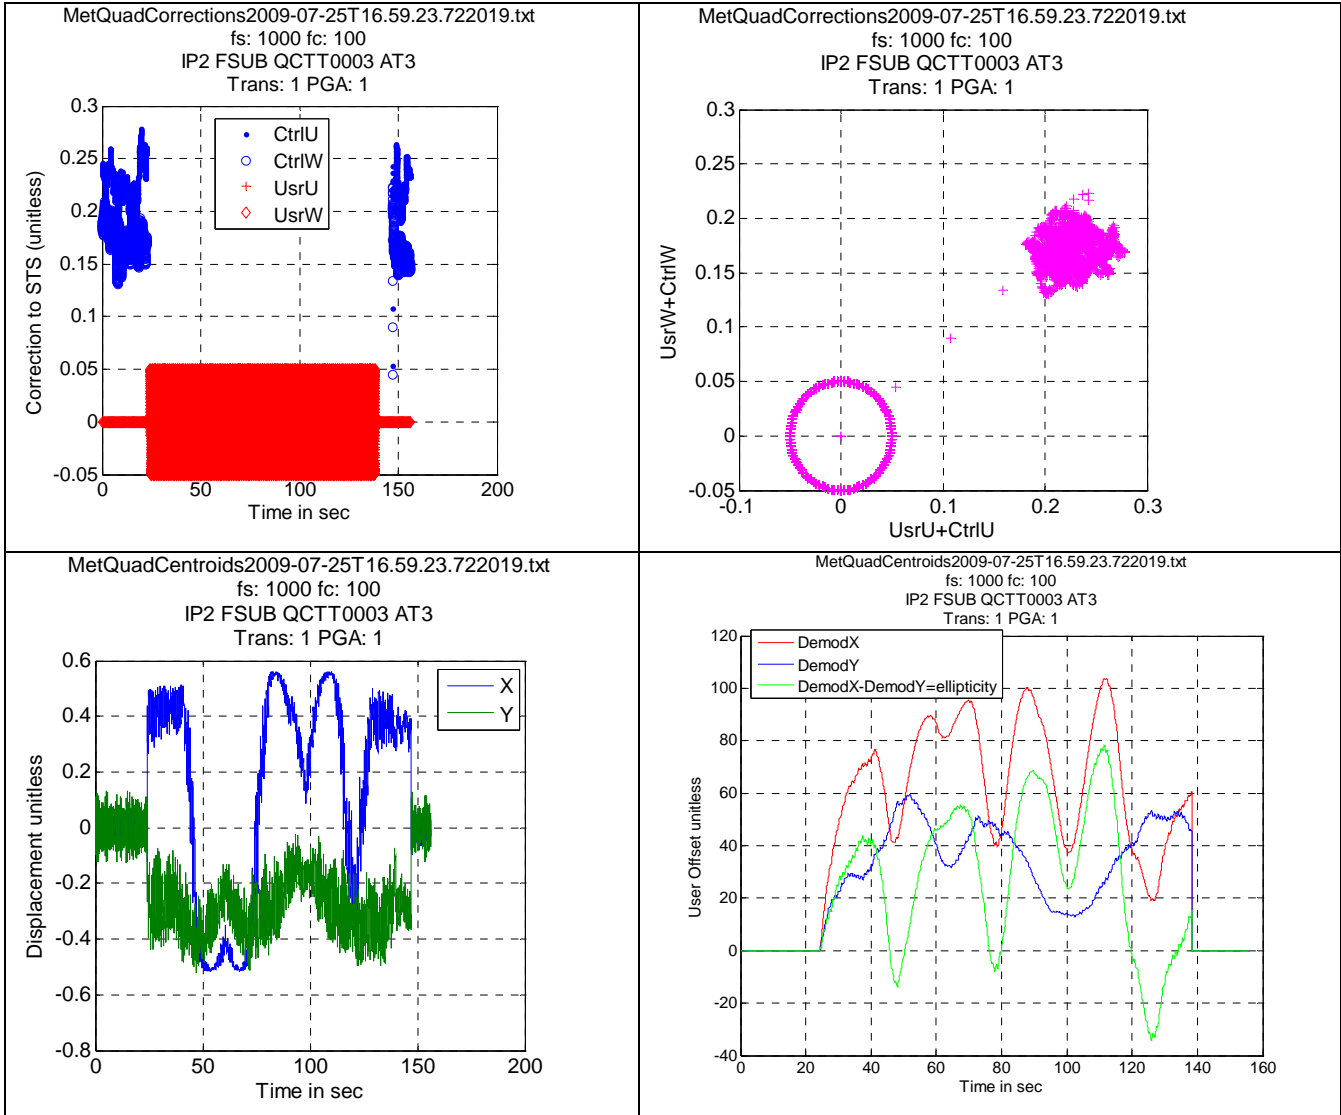 MetQuadCorrections2009-07-25T16.59.23.722019.txt
fs: 1000 fc: 100
IP2 FSUB QCTT0003 AT3
Trans: 1 PGA: 1
0.3
0.25
0.2
0.15
0.1
0.05
0
-0.05
Correction to STS (unitless)
CtrlU
CtrlW
UsrU
UsrW
0
50
100
150
200
Time in sec
MetQuadCorrections2009-07-25T16.59.23.722019.txt
fs: 1000 fc: 100
IP2 FSUB QCTT0003 AT3
Trans: 1 PGA: 1
0.3
0.25
0.2
0.15
0.1
0.05
0
-0.05
UsrW+CtrlW
-0.1
0
0.1
0.2
0.3
UsrU+CtrlU
MetQuadCentroids2009-07-25T16.59.23.722019.txt
fs: 1000 fc: 100
IP2 FSUB QCTT0003 AT3
Trans: 1 PGA: 1
0.6
0.4
0.2
0
-0.2
-0.4
-0.6
-0.8
Displacement unitless
X
Y
0
50
100
150
200
Time in sec
MetQuadCentroids2009-07-25T16.59.23.722019.txt
fs: 1000 fc: 100
IP2 FSUB QCTT0003 AT3
Trans: 1 PGA: 1
120
100
80
60
40
20
0
-20
-40
User Offset unitless
DemodX
DemodY
DemodX-DemodY=ellipticity
0
20
40
60
80
100
120
140
160
Time in sec